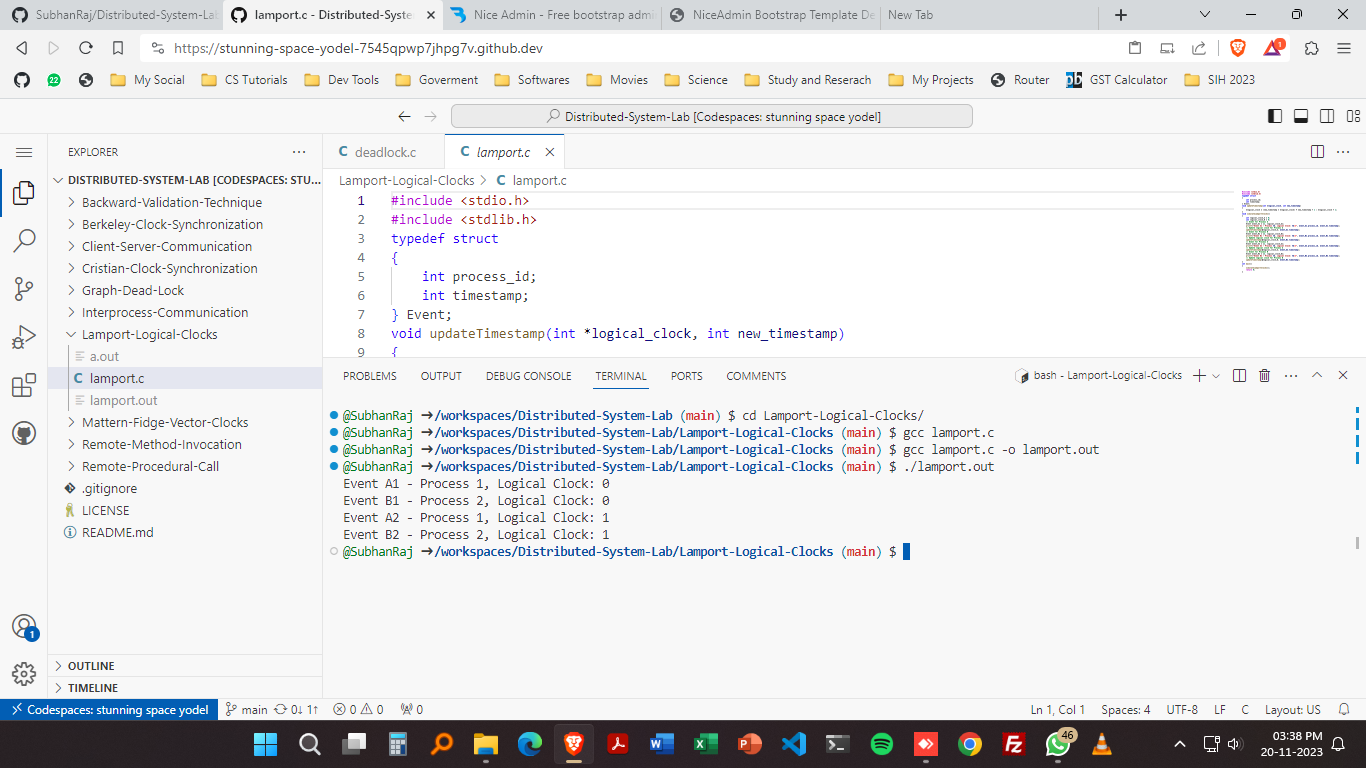 SubhanRaj/Distributed-System-Lab
lamport.c - Distributed-Syste
Nice Admin - Free bootstrap admi
NiceAdmin Bootstrap Template De
New Tab
https://stunning-space-yodel-7545qpwp7jhpg7v.github.dev
1
22
My Social
CS Tutorials
Dev Tools
Goverment
Softwares
Movies
Science
Study and Reserach
My Projects
Router
GST Calculator
SIH 2023
Distributed-System-Lab [Codespaces: stunning space yodel]
EXPLORER
DISTRIBUTED-SYSTEM-LAB [CODESPACES: STU...
Backward-Validation-Technique
Berkeley-Clock-Synchronization
Client-Server-Communication
Cristian-Clock-Synchronization
Graph-Dead-Lock
Interprocess-Communication
Lamport-Logical-Clocks
a.out
C lamport.c
lamport.out
Mattern-Fidge-Vector-Clocks
Remote-Method-Invocation
Remote-Procedural-Call
.gitignore
LICENSE
README.md
OUTLINE
TIMELINE
1
C deadlock.c
C lamport.c
Lamport-Logical-Clocks > C lamport.c
1 #include <stdio.h>
2 #include <stdlib.h>
3 typedef struct
4 {
5 int process_id;
6 int timestamp;
7 } Event;
8 void updateTimestamp(int *logical_clock, int new_timestamp)
9 {
PROBLEMS OUTPUT DEBUG CONSOLE TERMINAL PORTS COMMENTS
bash - Lamport-Logical-Clocks
@SubhanRaj ➜/workspaces/Distributed-System-Lab (main) $ cd Lamport-Logical-Clocks/
@SubhanRaj ➜/workspaces/Distributed-System-Lab/Lamport-Logical-Clocks (main) $ gcc lamport.c
@SubhanRaj ➜/workspaces/Distributed-System-Lab/Lamport-Logical-Clocks (main) $ gcc lamport.c -o lamport.out
@SubhanRaj ➜/workspaces/Distributed-System-Lab/Lamport-Logical-Clocks (main) $ ./lamport.out
Event A1 - Process 1, Logical Clock: 0
Event B1 - Process 2, Logical Clock: 0
Event A2 - Process 1, Logical Clock: 1
Event B2 - Process 2, Logical Clock: 1
@SubhanRaj ➜/workspaces/Distributed-System-Lab/Lamport-Logical-Clocks (main) $
Codespaces: stunning space yodel
main
0↓ 1↑
0 0
0
Ln 1, Col 1
Spaces: 4
UTF-8
LF
C
Layout: US
46
03:38 PM
20-11-2023